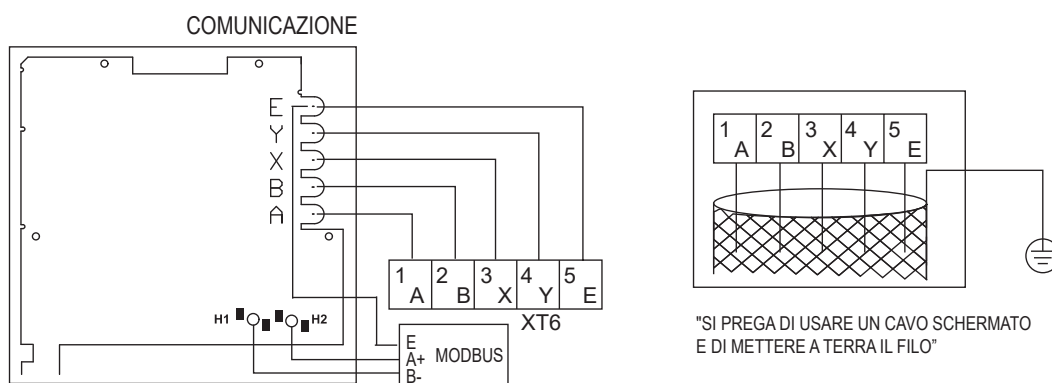 COMUNICAZIONE
E
Y
X
B
A
1 A 2 B 3 X 4 Y 5 E
XT6
H1 H2
E
A+ MODBUS
B-
1 A 2 B 3 X 4 Y 5 E
"SI PREGA DI USARE UN CAVO SCHERMATO
E DI METTERE A TERRA IL FILO”